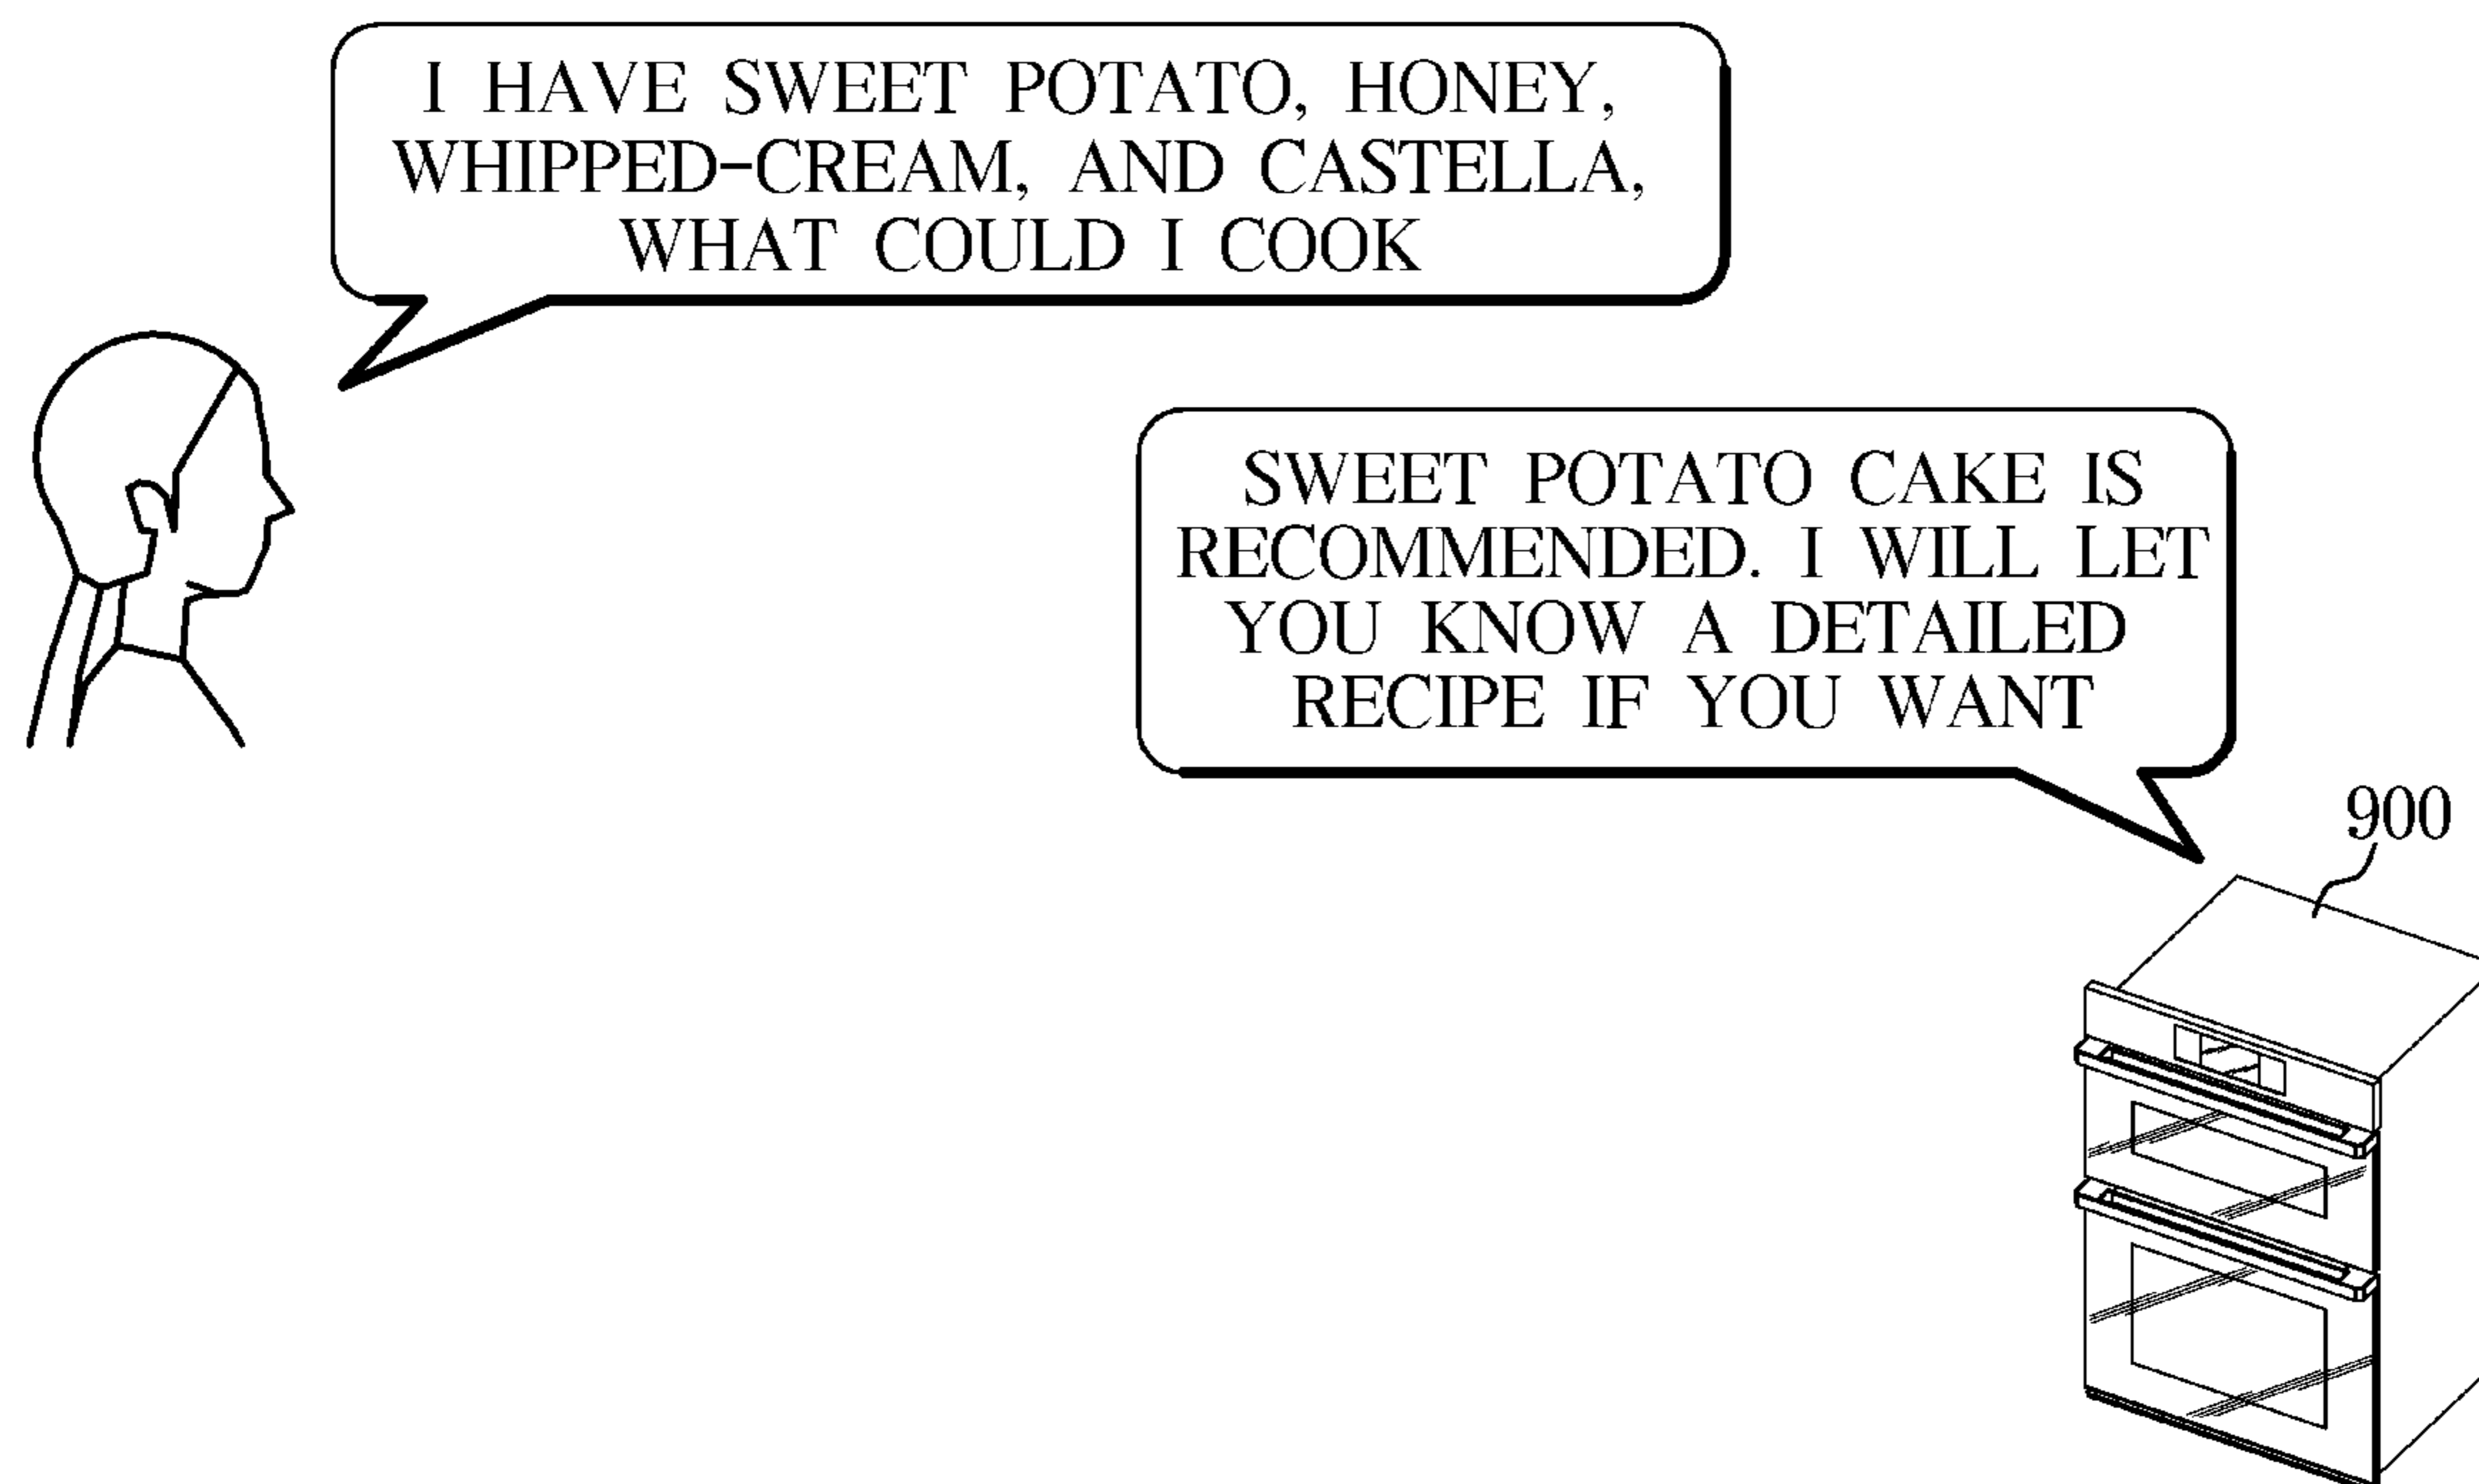 I HAVE SWEET POTATO, HONEY,
WHIPPED-CREAM, AND CASTELLA,
WHAT COULD I COOK
SWEET POTATO CAKE IS
RECOMMENDED. I WILL LET
YOU KNOW A DETAILED
RECIPE IF YOU WANT
900